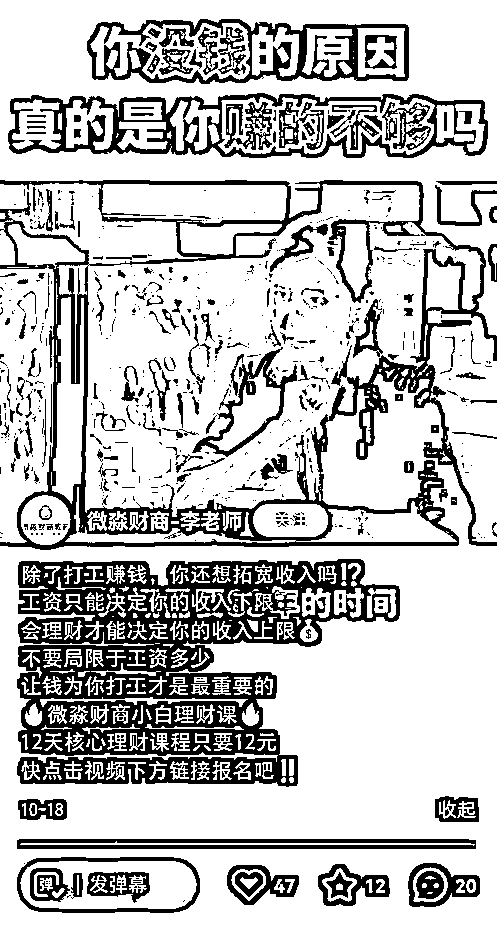 你没钱的原因
真的是你赚的不够吗
微淼财商-李老师
关注
除了打工赚钱，你还想拓宽收入吗⁉️
工资只能决定你的收入下限
年的时间
会理财才能决定你的收入上限💰
不要局限于工资多少
让钱为你打工才是最重要的
🔥微淼财商小白理财课🔥
12天核心理财课程只要12元
快点击视频下方链接报名吧‼️
10-18
收起
弹 | 发弹幕
47
12
20